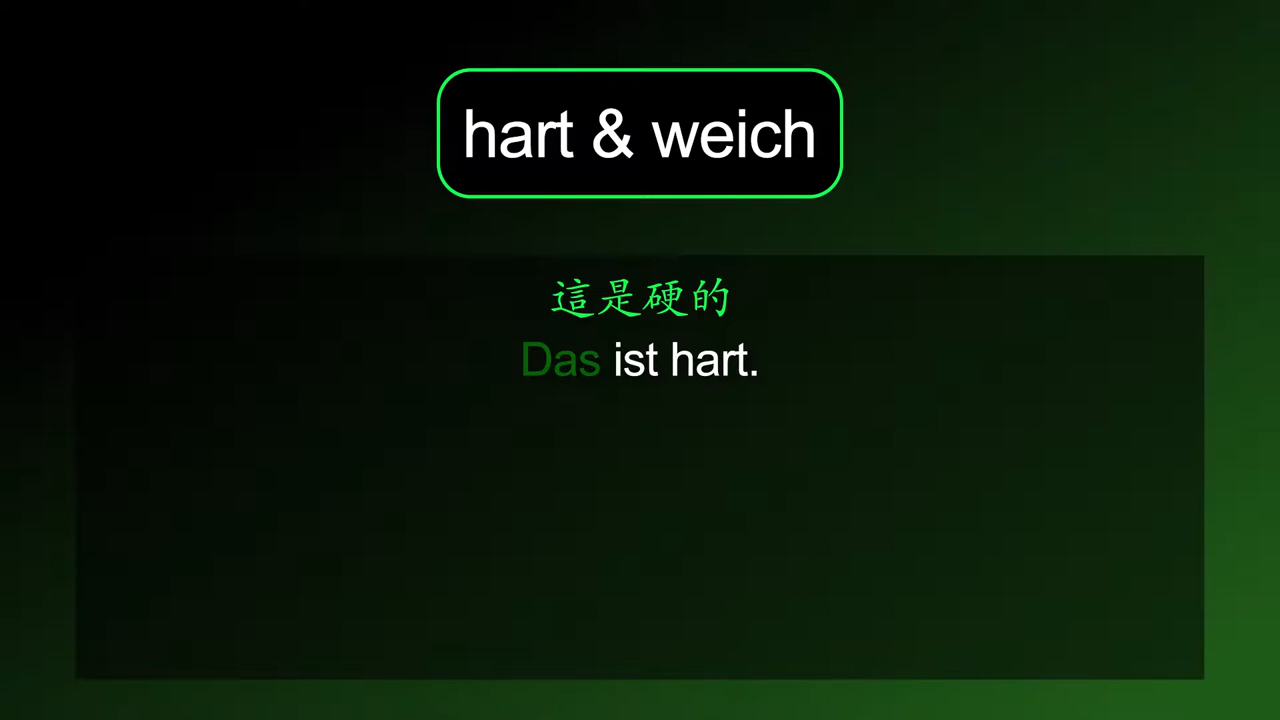 hart & weich
這是硬的
Das ist hart.